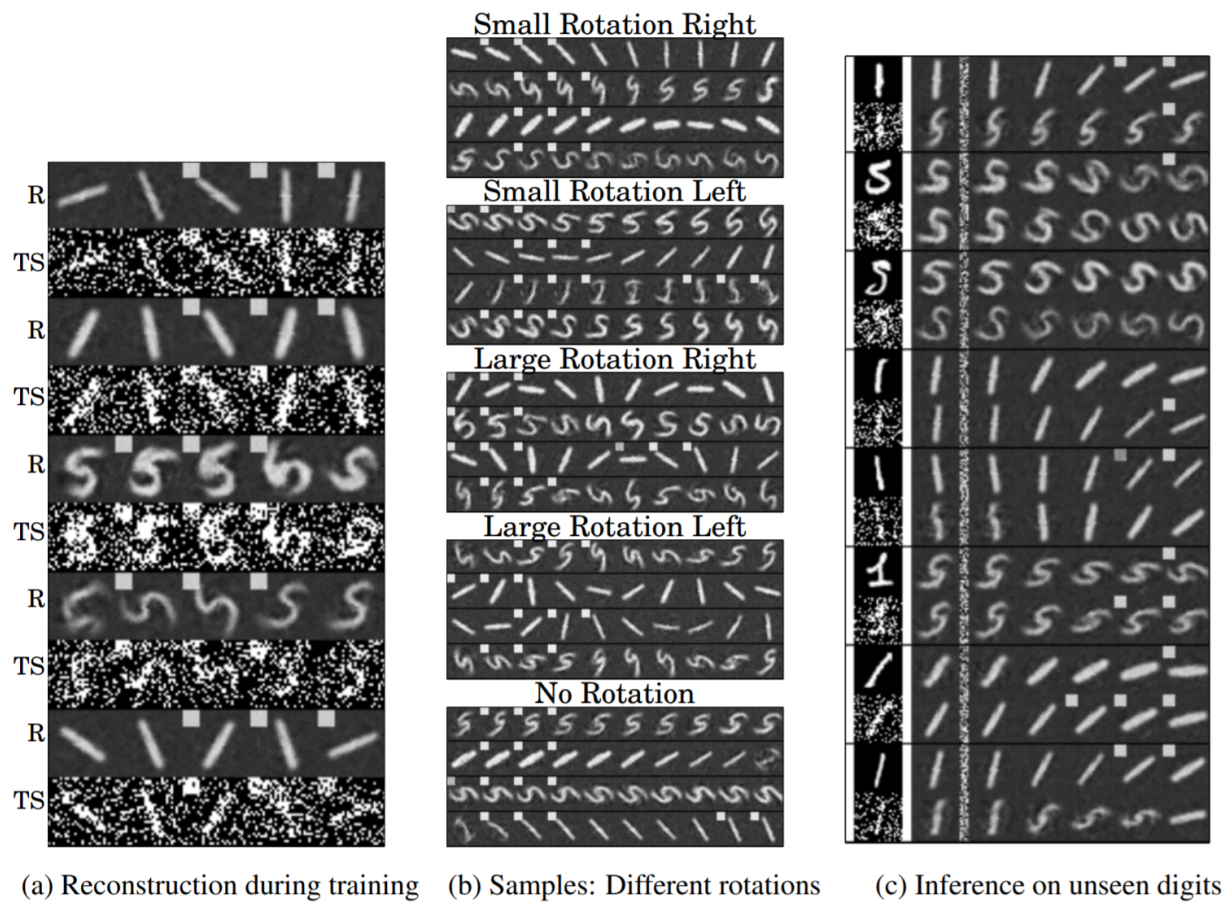 R
TS
R
TS
R
TS
R
TS
R
TS
(a) Reconstruction during training
Small Rotation Right
Small Rotation Left
Large Rotation Right
Large Rotation Left
No Rotation
(b) Samples: Different rotations
(c) Inference on unseen digits